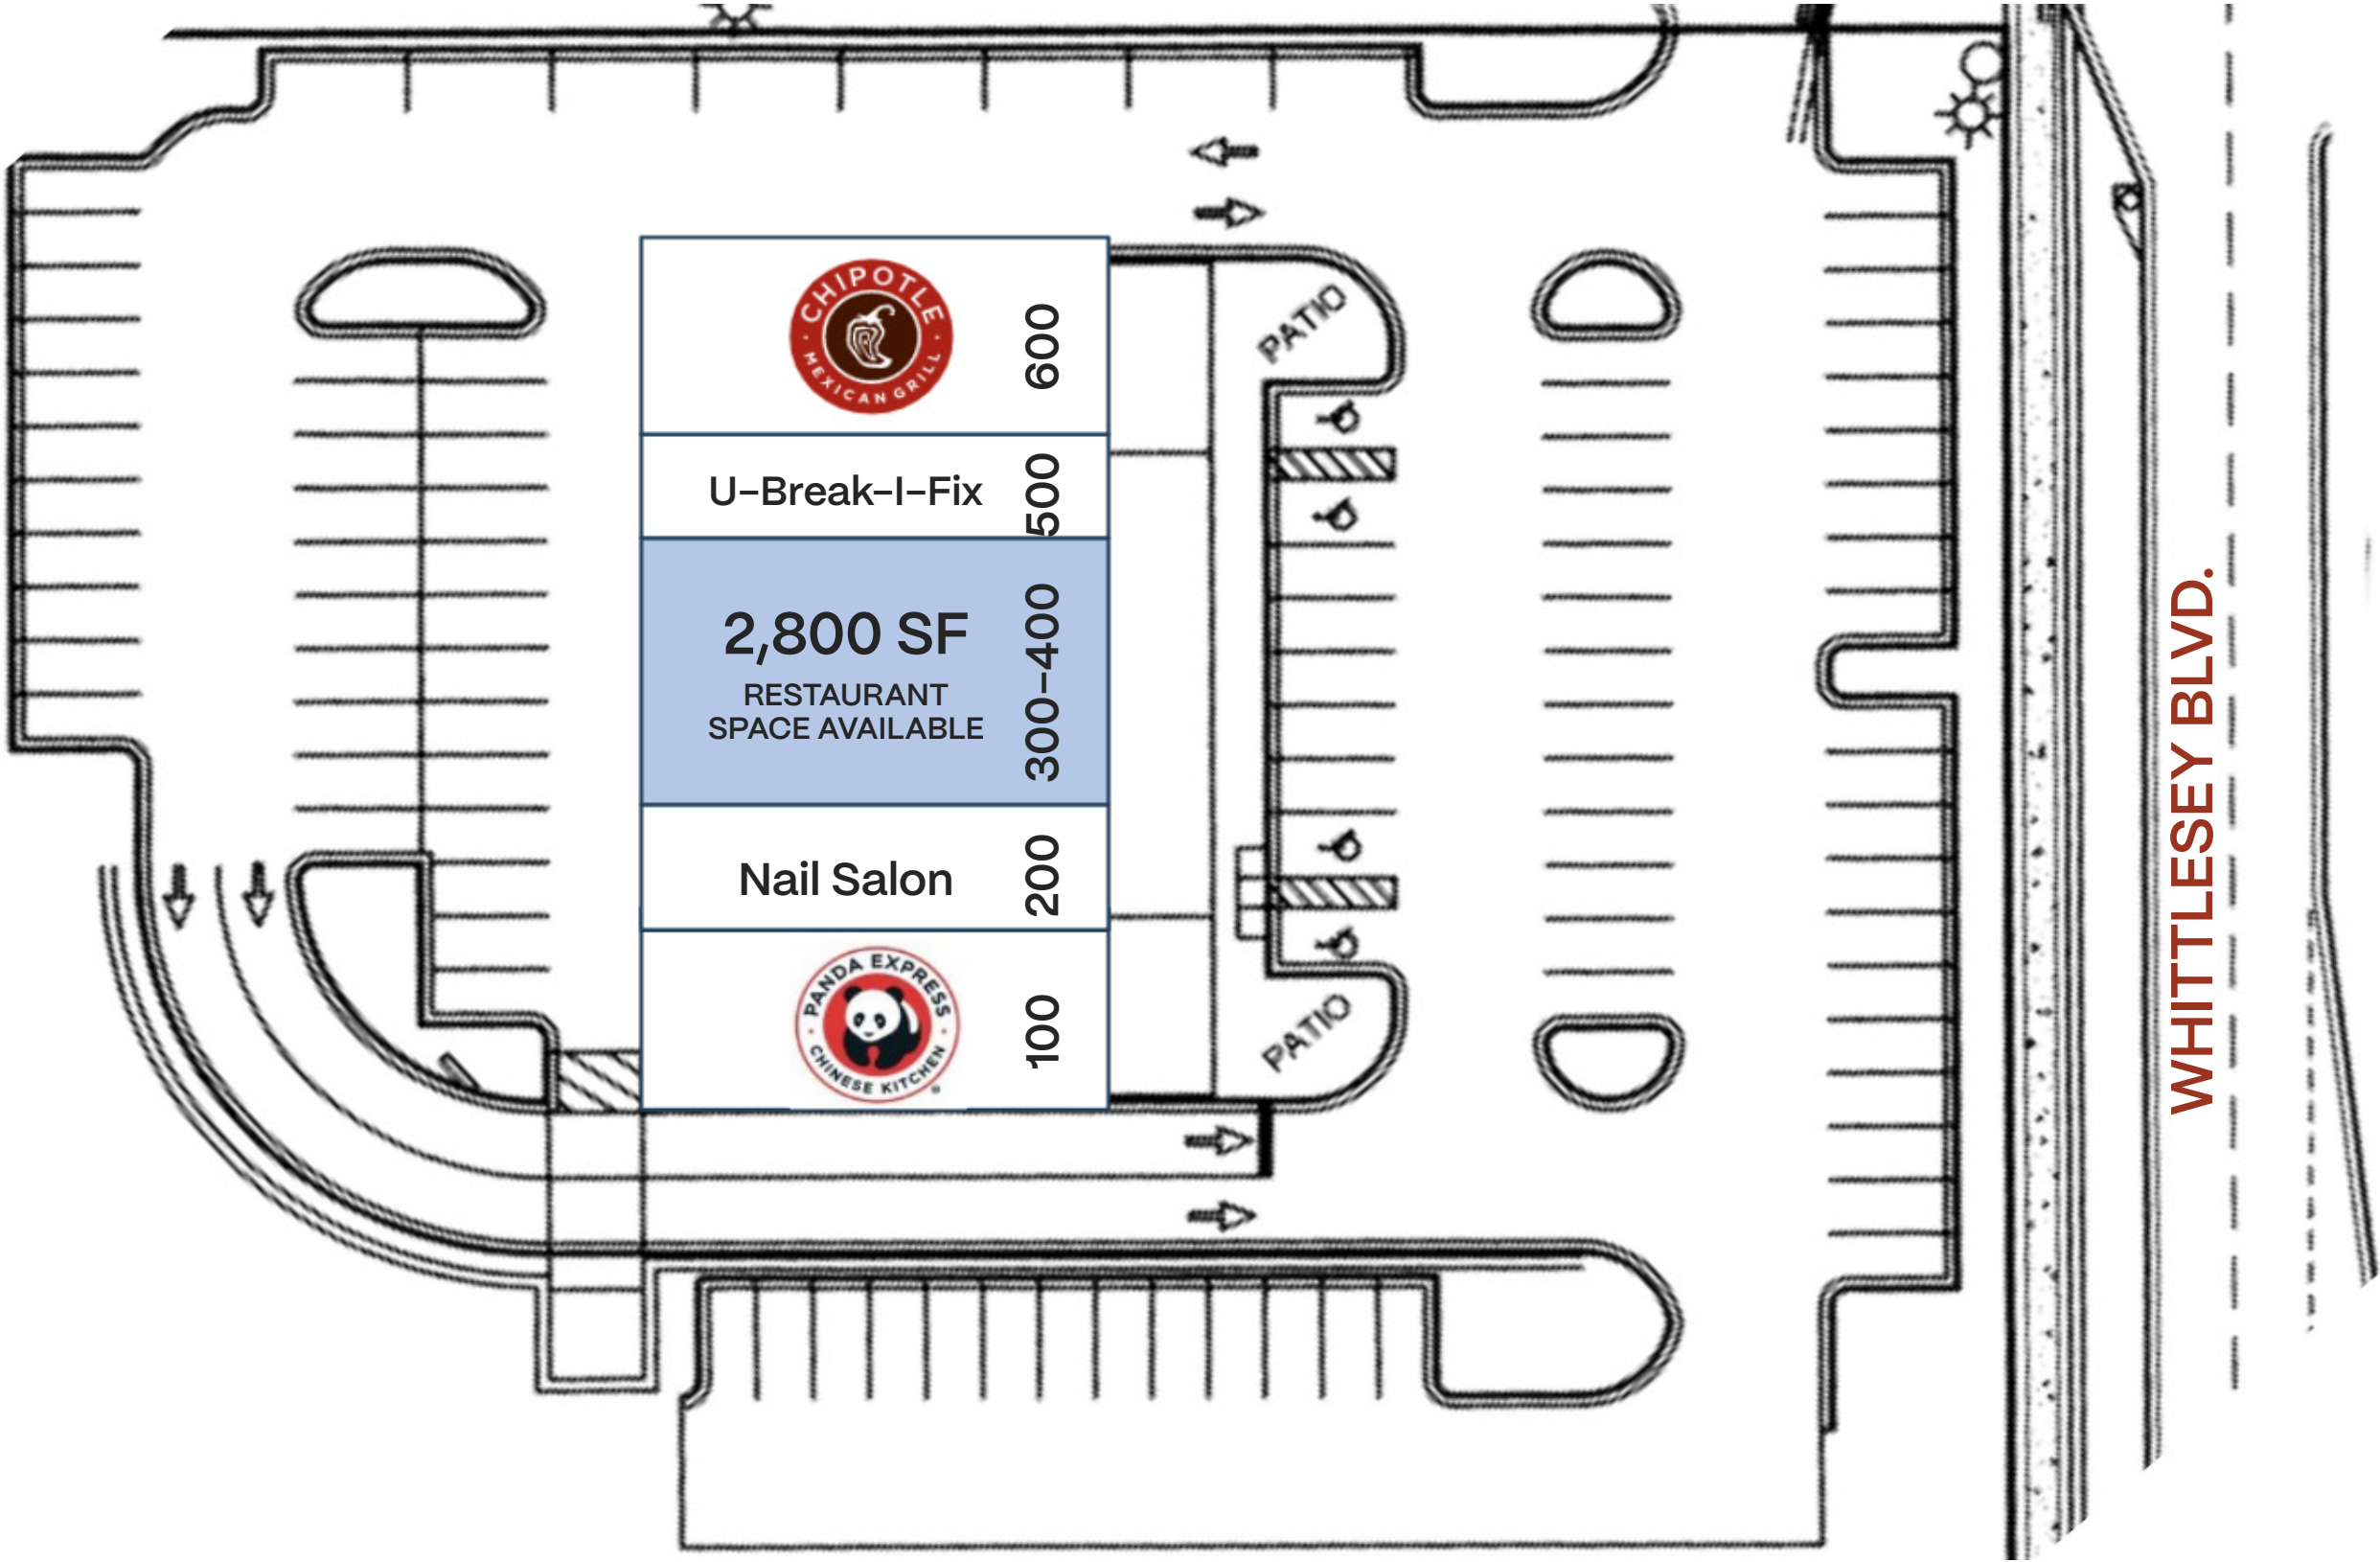 CHIPOTLE
MEXICAN GRILL
600
PATIO
U-Break-I-Fix
500
2,800 SF
RESTAURANT
SPACE AVAILABLE
300-400
Nail Salon
200
PANDA EXPRESS
CHINESE KITCHEN
®
100
PATIO
WHITTLESEY BLVD.